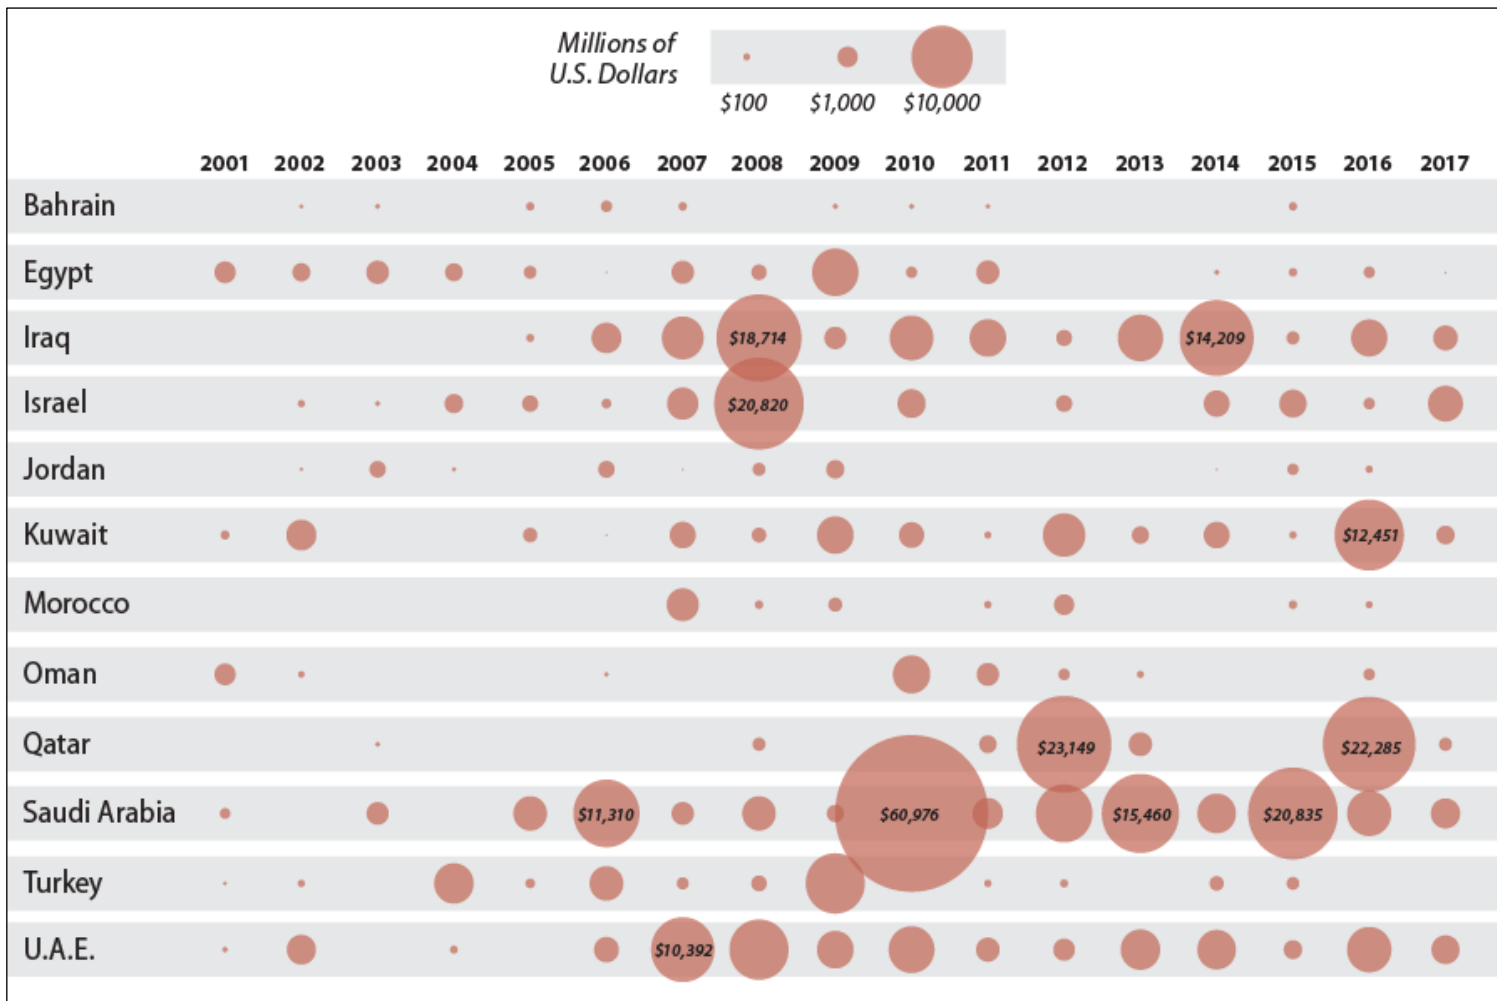 Millions of
U.S. Dollars
$100 $1,000 $10,000
2001 2002 2003 2004 2005 2006 2007 2008 2009 2010 2011 2012 2013 2014 2015 2016 2017
Bahrain
Egypt
Iraq $18,714 $14,209
Israel $20,820
Jordan
Kuwait $12,451
Morocco
Oman
Qatar $23,149 $22,285
Saudi Arabia $11,310 $60,976 $15,460 $20,835
Turkey
U.A.E. $10,392